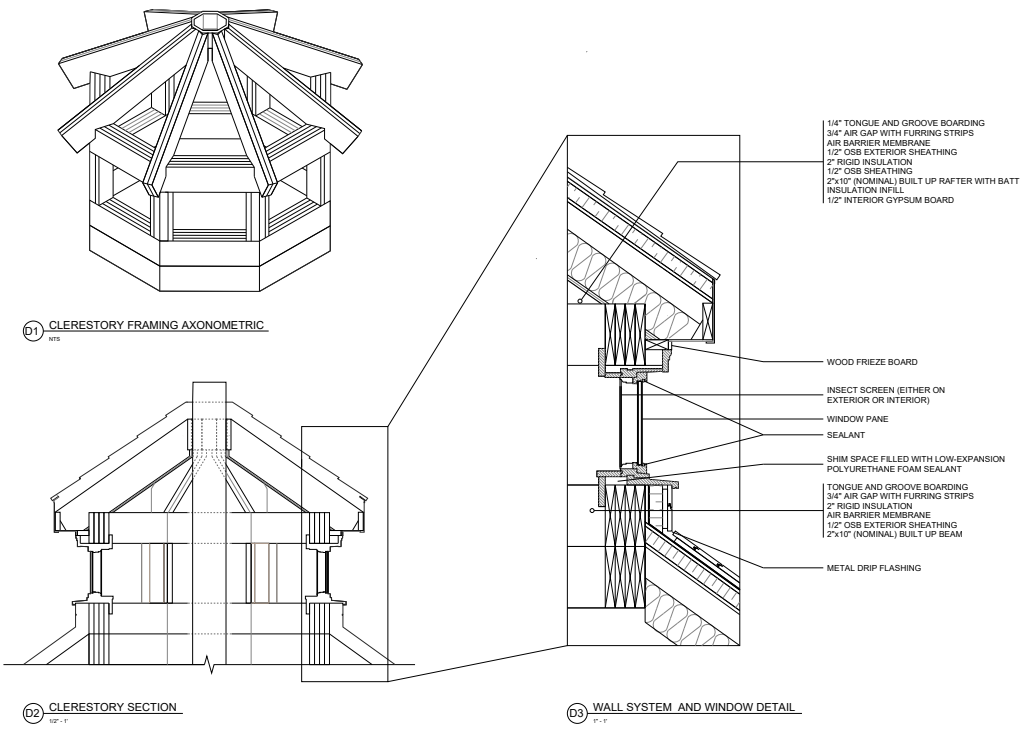 1/4" TONGUE AND GROOVE BOARDING
3/4" AIR GAP WITH FURRING STRIPS
AIR BARRIER MEMBRANE
1/2" OSB EXTERIOR SHEATHING
2" RIGID INSULATION
1/2" OSB SHEATHING
2"x10" (NOMINAL) BUILT UP RAFTER WITH BATT
INSULATION INFILL
1/2" INTERIOR GYPSUM BOARD
D1 CLERESTORY FRAMING AXONOMETRIC
NTS
WOOD FRIEZE BOARD
INSECT SCREEN (EITHER ON
EXTERIOR OR INTERIOR)
WINDOW PANE
SEALANT
SHIM SPACE FILLED WITH LOW-EXPANSION
POLYURETHANE FOAM SEALANT
TONGUE AND GROOVE BOARDING
3/4" AIR GAP WITH FURRING STRIPS
2" RIGID INSULATION
AIR BARRIER MEMBRANE
1/2" OSB EXTERIOR SHEATHING
2"x10" (NOMINAL) BUILT UP BEAM
METAL DRIP FLASHING
D2 CLERESTORY SECTION
1/2" - 1'
D3 WALL SYSTEM AND WINDOW DETAIL
1" - 1'